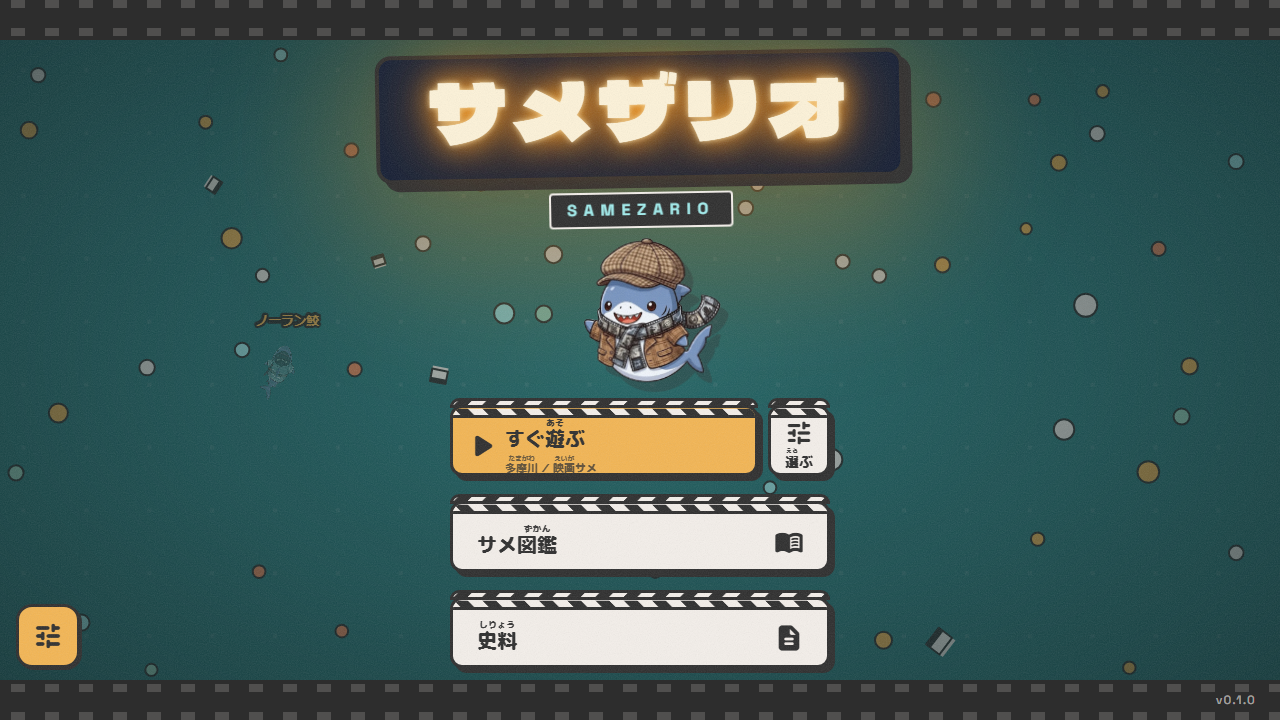 サメザリオ
SAMEZARIO
ノーラン鮫
あそ
すぐ遊ぶ
たまがわ えいが
多摩川 / 映画サメ
えら
選ぶ
ずかん
サメ図鑑
しりょう
史料
v0.1.0